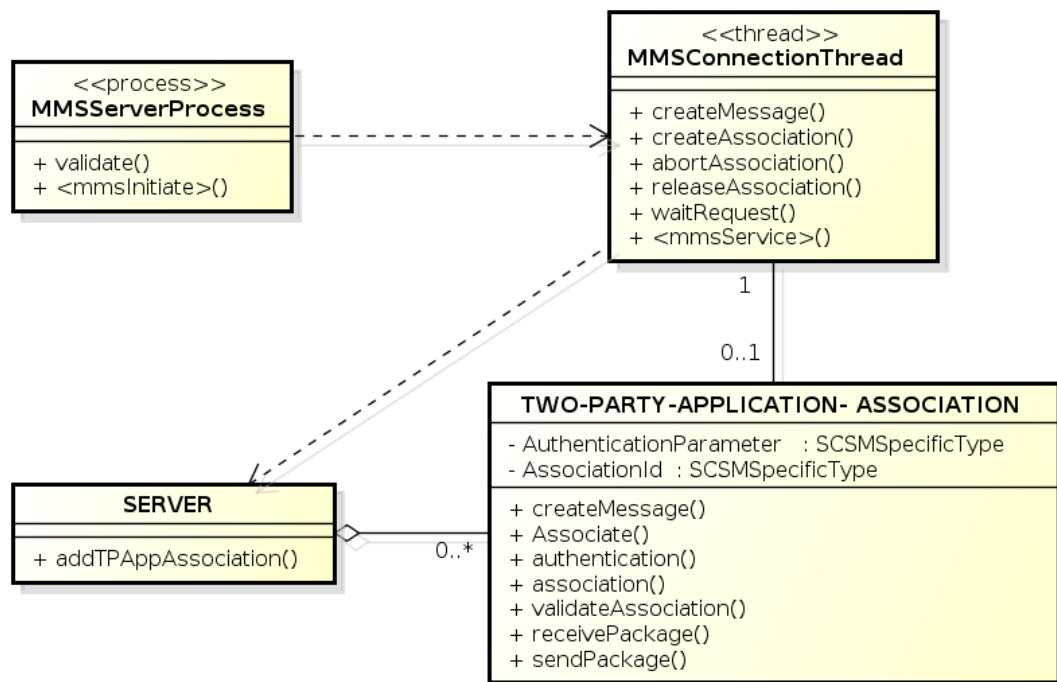 <<process>>
MMSServerProcess
+ validate()
+ <mmsInitiate>()
<<thread>>
MMSConnectionThread
+ createMessage()
+ createAssociation()
+ abortAssociation()
+ releaseAssociation()
+ waitRequest()
+ <mmsService>()
1
0..1
SERVER
+ addTPAppAssociation()
0..*
TWO-PARTY-APPLICATION- ASSOCIATION
- AuthenticationParameter : SCSMSpecificType
- AssociationId : SCSMSpecificType
+ createMessage()
+ Associate()
+ authentication()
+ association()
+ validateAssociation()
+ receivePackage()
+ sendPackage()